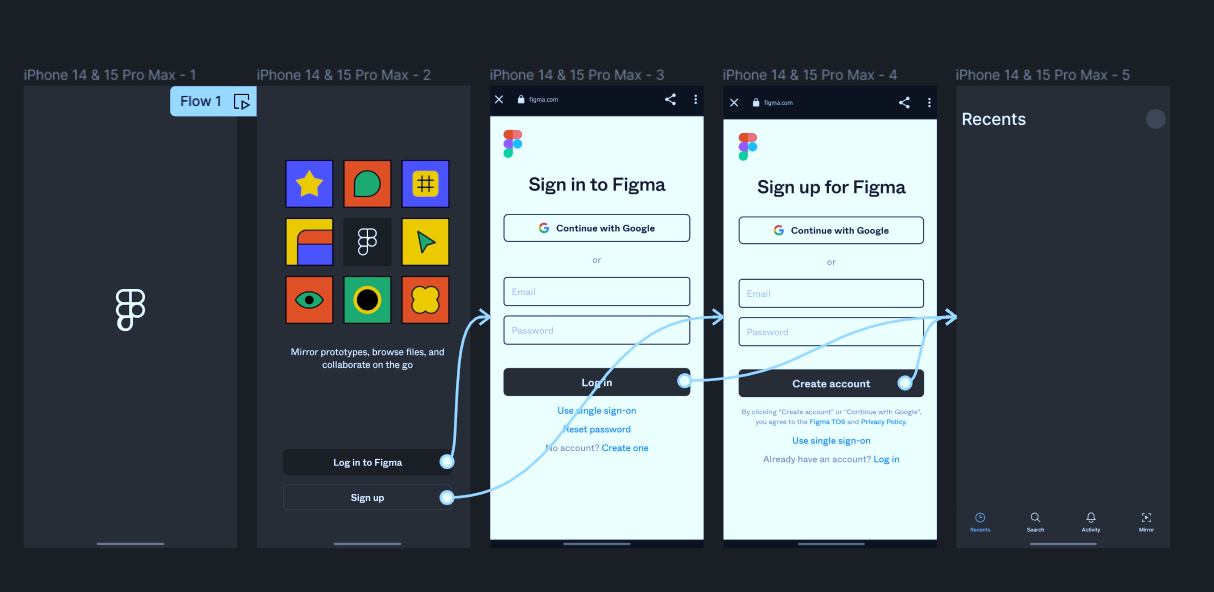 iPhone 14 & 15 Pro Max - 1
Flow 1
iPhone 14 & 15 Pro Max - 2
Mirror prototypes, browse files, and
collaborate on the go
Log in to Figma
Sign up
iPhone 14 & 15 Pro Max - 3
figma.com
Sign in to Figma
Continue with Google
or
Email
Password
Log in
Use single sign-on
Reset password
No account? Create one
iPhone 14 & 15 Pro Max - 4
figma.com
Sign up for Figma
Continue with Google
or
Email
Password
Create account
By clicking "Create account" or "Continue with Google",
you agree to the Figma TOS and Privacy Policy.
Use single sign-on
Already have an account? Log in
iPhone 14 & 15 Pro Max - 5
Recents
Recents
Search
Activity
Mirror